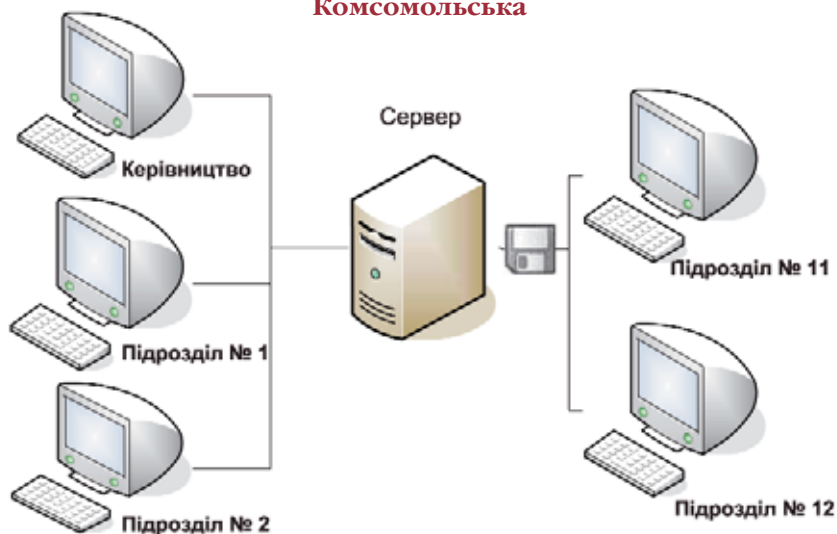 Комсомольська
Сервер
Керівництво
Підрозділ № 11
Підрозділ № 1
Підрозділ № 2
Підрозділ № 12